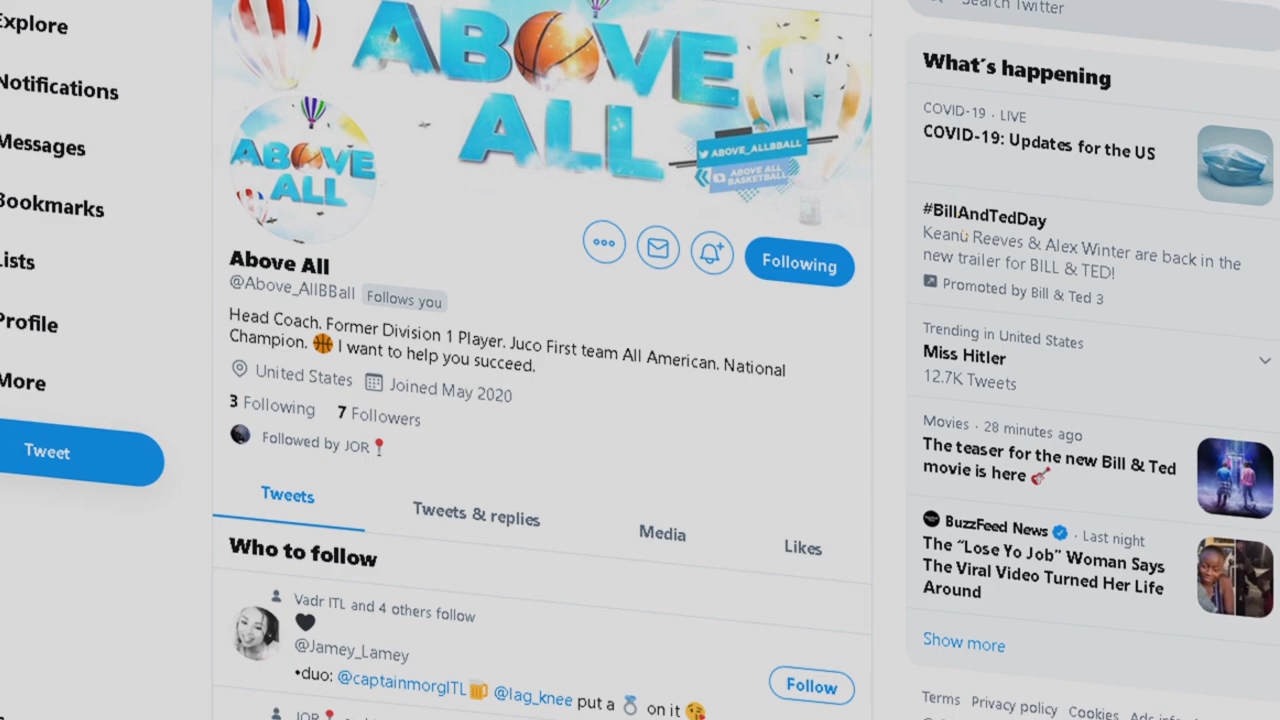 Explore
Notifications
Messages
Bookmarks
Lists
Profile
More
Tweet
ABOVE
ALL
ABOVE_ALLBBALL
ABOVE ALL
BASKETBALL
ABOVE
ALL
Following
Above All
@Above_AllBBall Follows you
Head Coach. Former Division 1 Player. Juco First team All American. National
Champion. 🏀 I want to help you succeed.
United States Joined May 2020
3 Following 7 Followers
Followed by JOR📍
Tweets Tweets & replies Media Likes
Who to follow
Vadr ITL and 4 others follow
🖤
@Jamey_Lamey
•duo: @captainmorgITL🍺 @lag_knee put a 💍 on it 😘
Follow
JOR📍
Search Twitter
What's happening
COVID-19 · LIVE
COVID-19: Updates for the US
#BillAndTedDay
Keanu Reeves & Alex Winter are back in the
new trailer for BILL & TED!
Promoted by Bill & Ted 3
Trending in United States
Miss Hitler
12.7K Tweets
Movies · 28 minutes ago
The teaser for the new Bill & Ted
movie is here 🎸
BuzzFeed News · Last night
The “Lose Yo Job” Woman Says
The Viral Video Turned Her Life
Around
Show more
Terms Privacy policy Cookies Ads